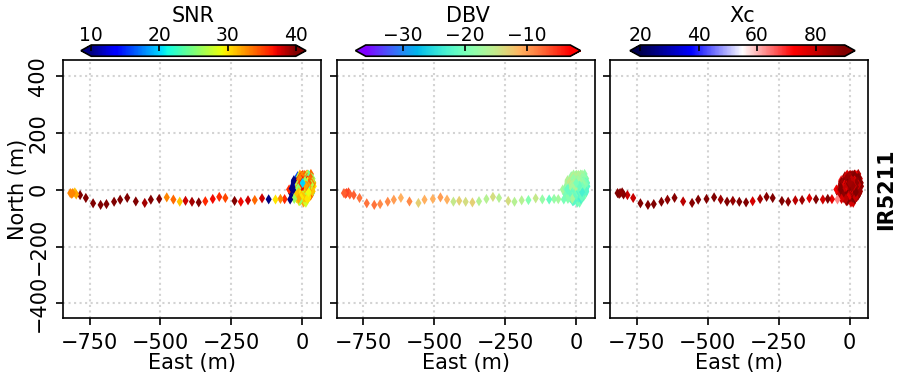 SNR DBV Xc
10 20 30 40 −30 −20 −10 20 40 60 80
400
200
0
−200
−400
North (m)
−750 −500 −250 0 −750 −500 −250 0 −750 −500 −250 0
East (m) East (m) East (m)
IR5211